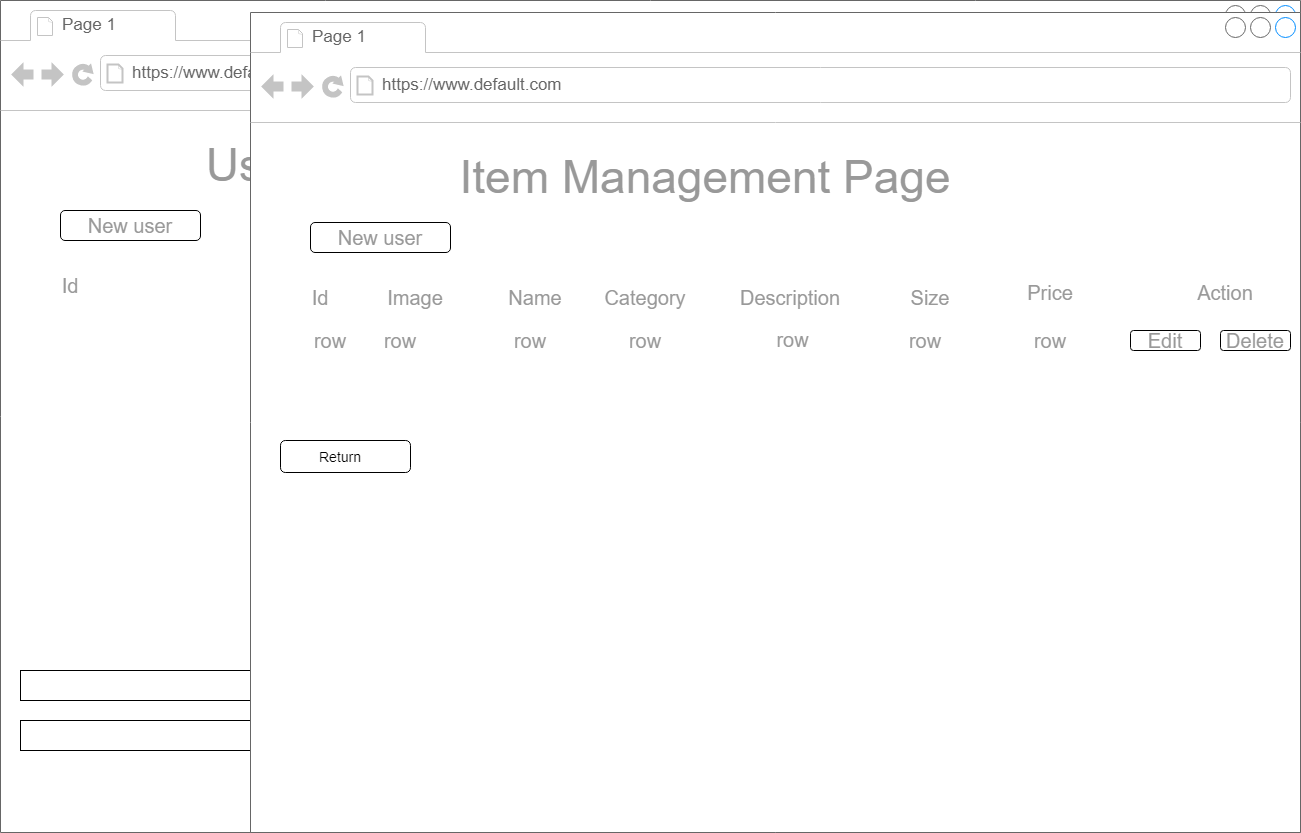 Page 1
https://www.defa
Us
New user
Id
Page 1
https://www.default.com
Item Management Page
New user
Id Image Name Category Description Size Price Action
row row row row row row row Edit Delete
Return